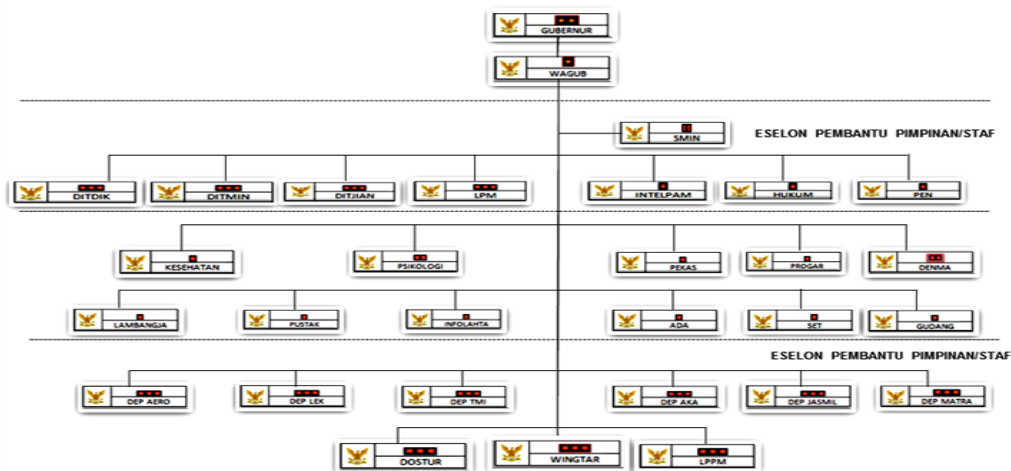 GUBERNUR
WAGUB
SMIN
ESELON PEMBANTU PIMPINAN/STAF
DITDIK
DITMIN
DITJIAN
LPM
INTELPAM
HUKUM
PEN
KESEHATAN
PSIKOLOGI
PEKAS
PROGAR
DENMA
LAMBANGJA
PUSTAK
INFOLAHTA
ADA
SET
GUDANG
ESELON PEMBANTU PIMPINAN/STAF
DEP AERO
DEP LEK
DEP TMI
DEP AKA
DEP JASMIL
DEP MATRA
DOSTUR
WINGTAR
LPPM